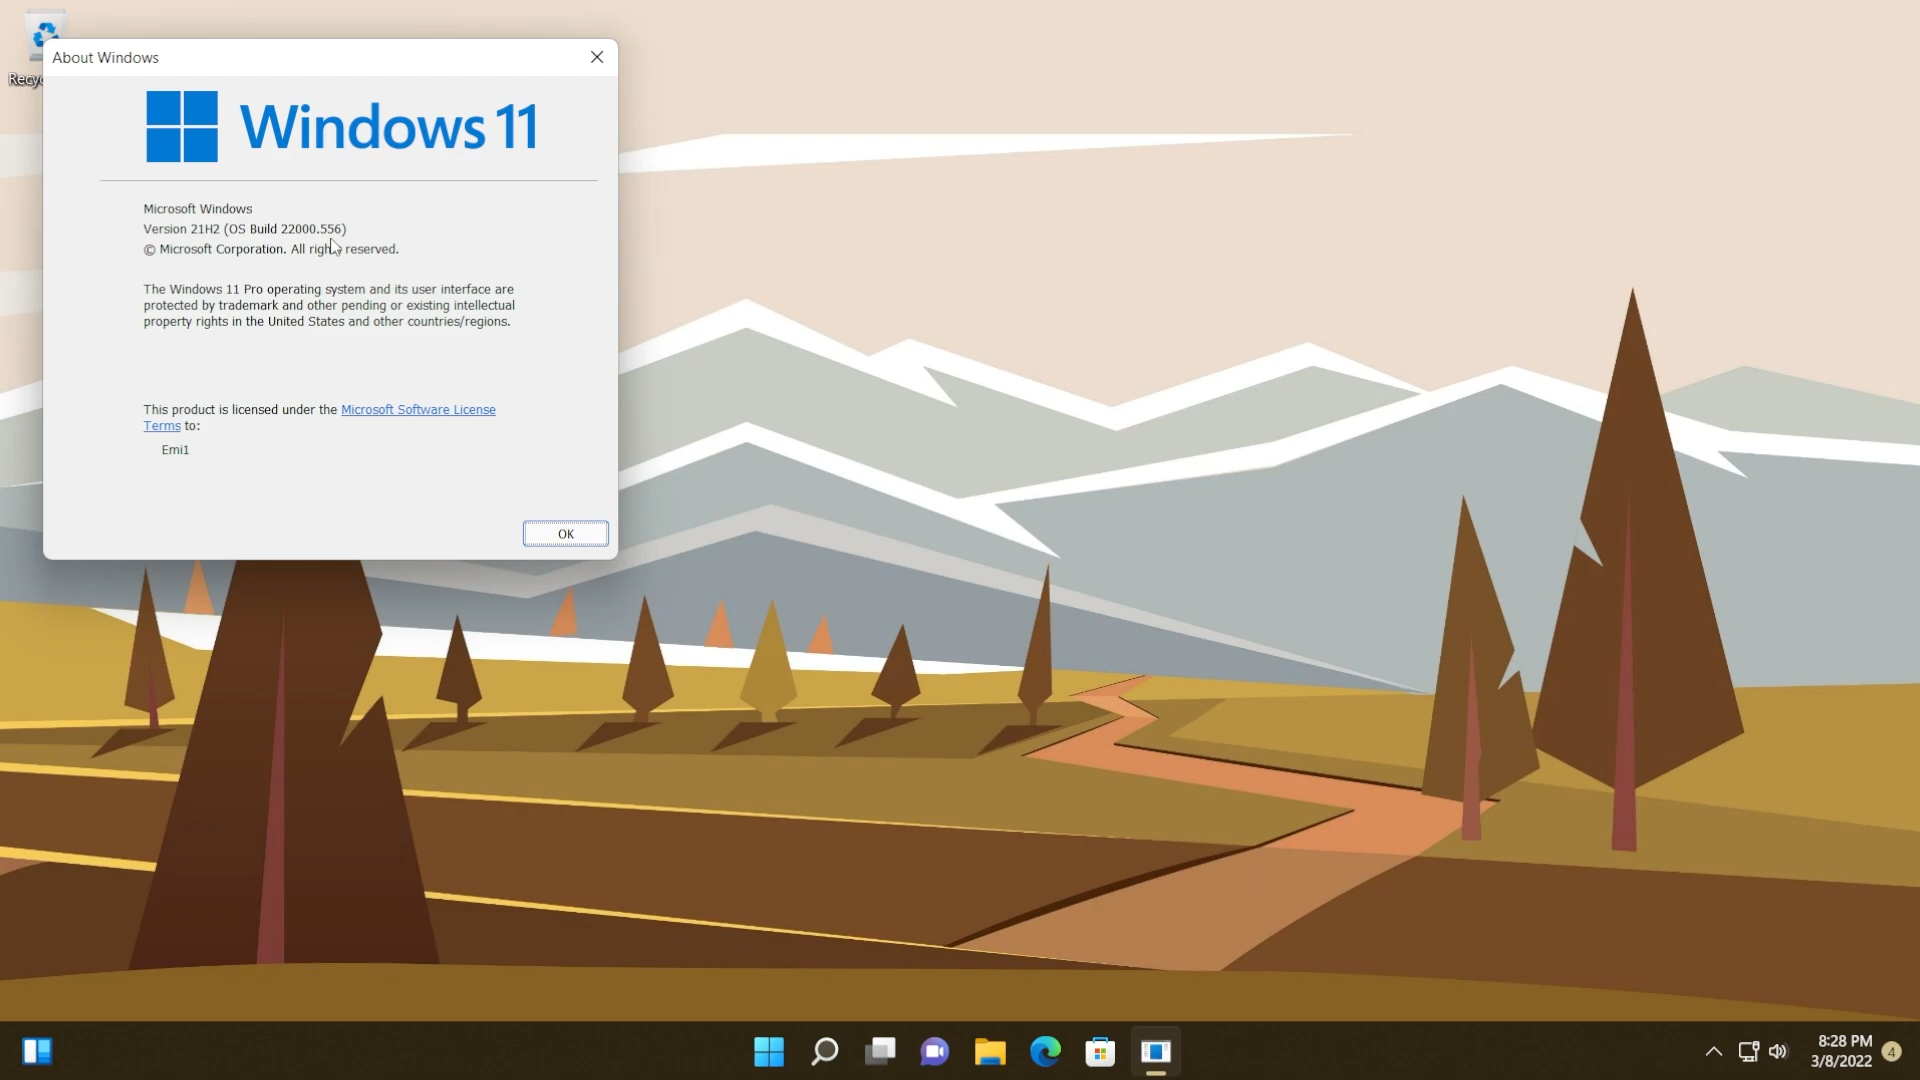 Recyc
About Windows
Windows 11
Microsoft Windows
Version 21H2 (OS Build 22000.556)
© Microsoft Corporation. All rights reserved.
The Windows 11 Pro operating system and its user interface are
protected by trademark and other pending or existing intellectual
property rights in the United States and other countries/regions.
This product is licensed under the Microsoft Software License
Terms to:
Emi1
OK
8:28 PM
3/8/2022
4